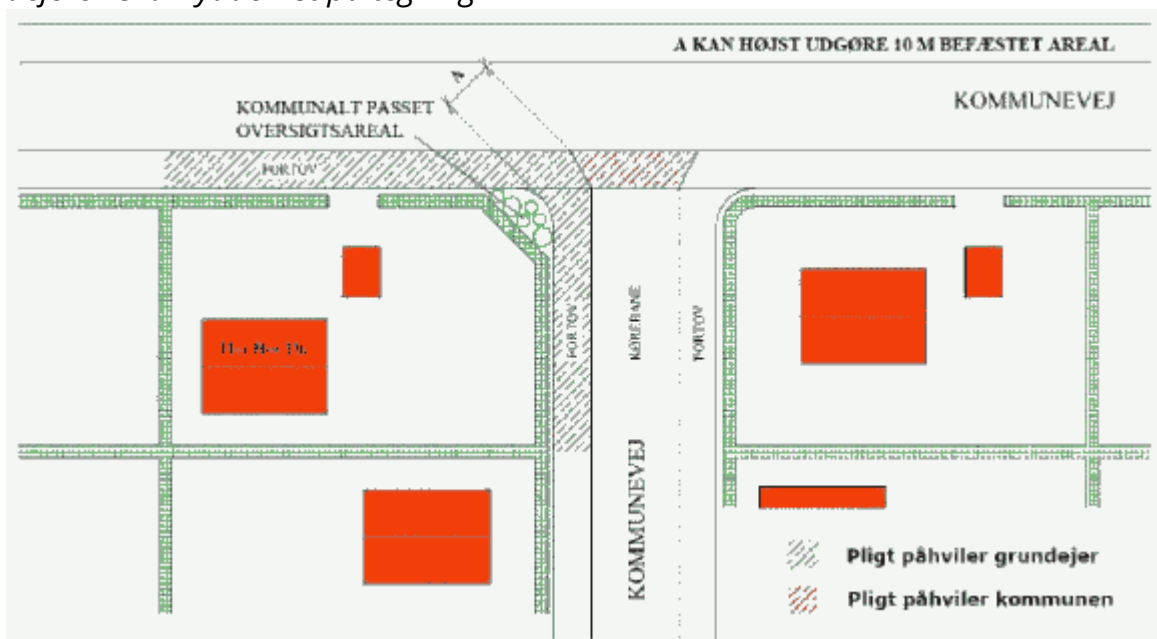 A KAN HØJST UDGØRE 10 M BEFÆSTET AREAL
KOMMUNEVEJ
A
KOMMUNALT PASSET
OVERSIGTSAREAL
FORTOV
FORTOV
KØREBANE
FORTOV
KOMMUNEVEJ
Pligt påhviler grundejer
Pligt påhviler kommunen